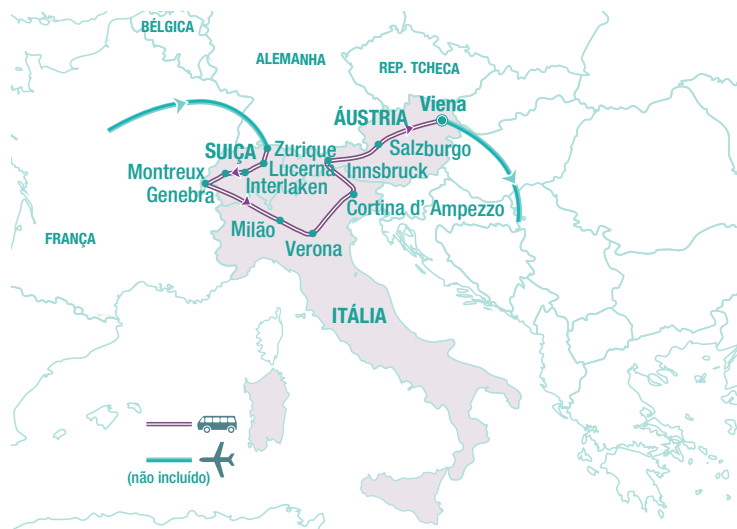 BÉLGICA
ALEMANHA
REP. TCHECA
Viena
ÁUSTRIA
Zurique
SUIÇA
Salzburgo
Montreux
Lucerna
Innsbruck
Genebra
Interlaken
Cortina d' Ampezzo
Milão
FRANÇA
Verona
ITÁLIA
(não incluído)